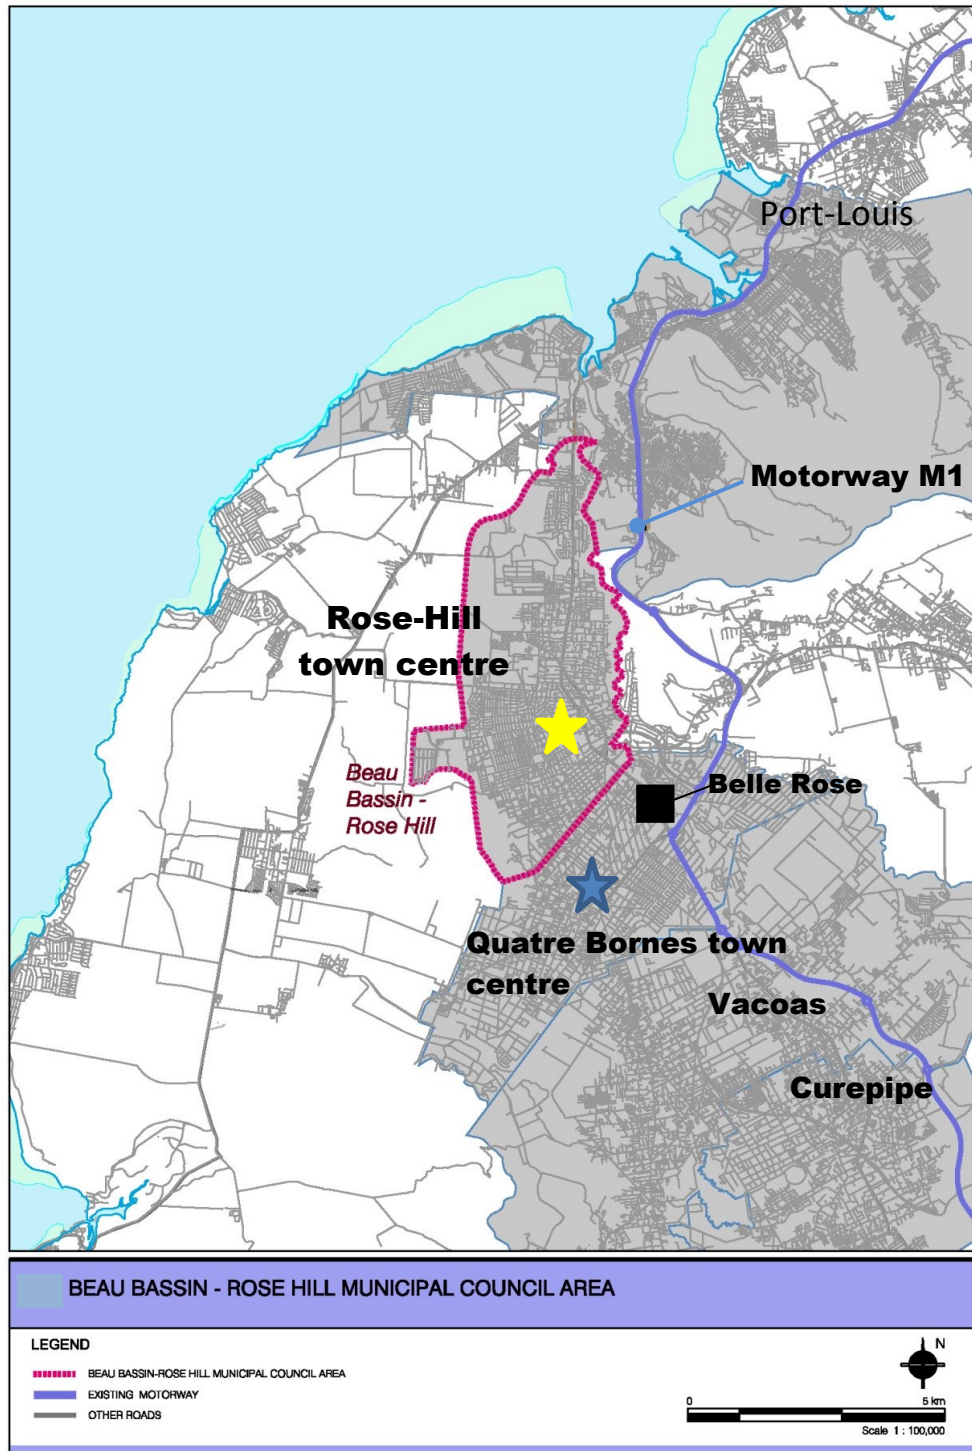 Port-Louis
Motorway M1
Rose-Hill
town centre
Beau
Bassin -
Rose Hill
Belle Rose
Quatre Bornes town
centre
Vacoas
Curepipe
BEAU BASSIN - ROSE HILL MUNICIPAL COUNCIL AREA
LEGEND
BEAU BASSIN-ROSE HILL MUNICIPAL COUNCIL AREA
EXISTING MOTORWAY
OTHER ROADS
N
0 5 km
Scale 1 : 100,000